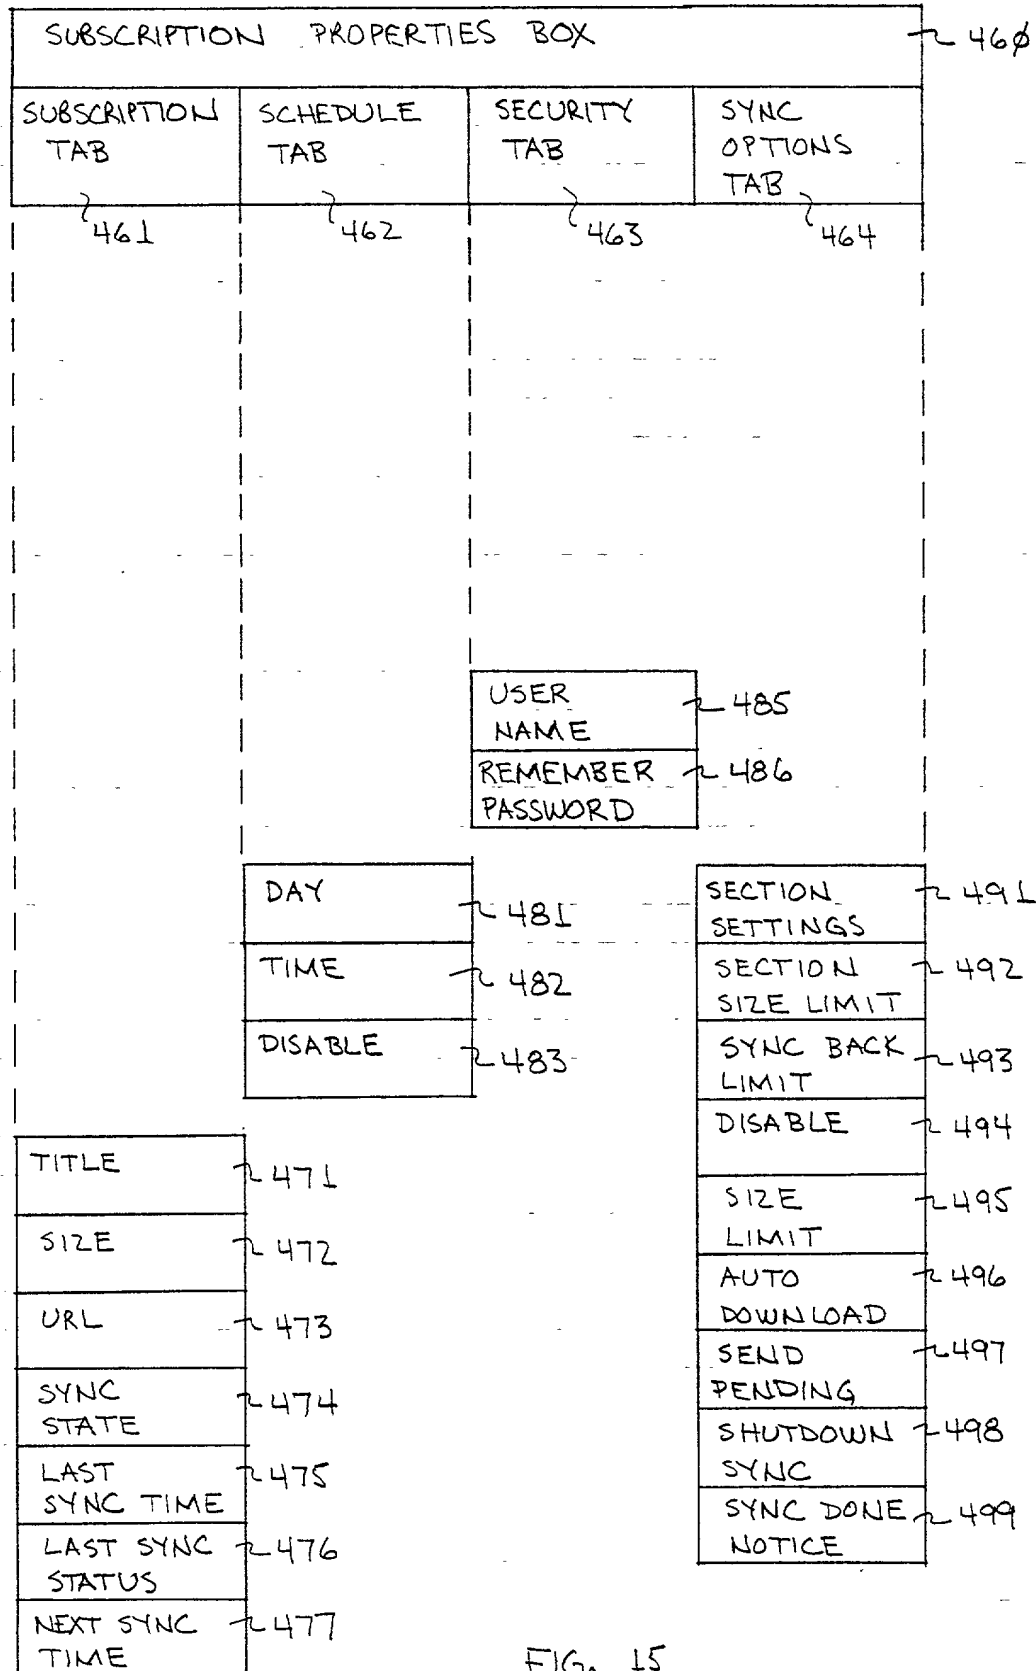 SUBSCRIPTION PROPERTIES BOX
460
SUBSCRIPTION
TAB
461
SCHEDULE
TAB
462
SECURITY
TAB
463
SYNC
OPTIONS
TAB
464
USER
NAME
485
REMEMBER
PASSWORD
486
DAY
481
TIME
482
DISABLE
483
SECTION
SETTINGS
491
SECTION
SIZE LIMIT
492
SYNC BACK
LIMIT
493
DISABLE
494
SIZE
LIMIT
495
AUTO
DOWNLOAD
496
SEND
PENDING
497
SHUTDOWN
SYNC
498
SYNC DONE
NOTICE
499
TITLE
471
SIZE
472
URL
473
SYNC
STATE
474
LAST
SYNC TIME
475
LAST SYNC
STATUS
476
NEXT SYNC
TIME
477
FIG. 15